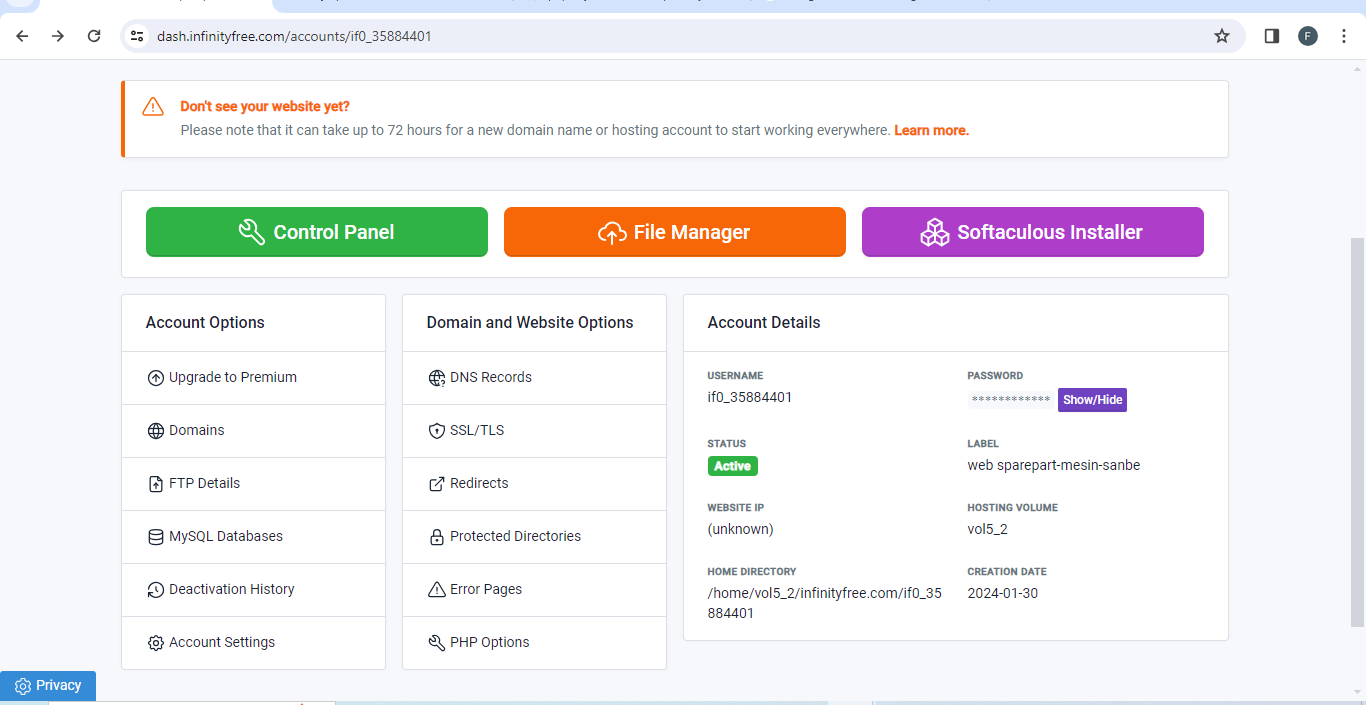 dash.infinityfree.com/accounts/if0_35884401
F
Don't see your website yet?
Please note that it can take up to 72 hours for a new domain name or hosting account to start working everywhere. Learn more.
Control Panel
File Manager
Softaculous Installer
Account Options
Upgrade to Premium
Domains
FTP Details
MySQL Databases
Deactivation History
Account Settings
Domain and Website Options
DNS Records
SSL/TLS
Redirects
Protected Directories
Error Pages
PHP Options
Account Details
USERNAME
if0_35884401
PASSWORD
************ Show/Hide
STATUS
Active
LABEL
web sparepart-mesin-sanbe
WEBSITE IP
(unknown)
HOSTING VOLUME
vol5_2
HOME DIRECTORY
/home/vol5_2/infinityfree.com/if0_35
884401
CREATION DATE
2024-01-30
Privacy